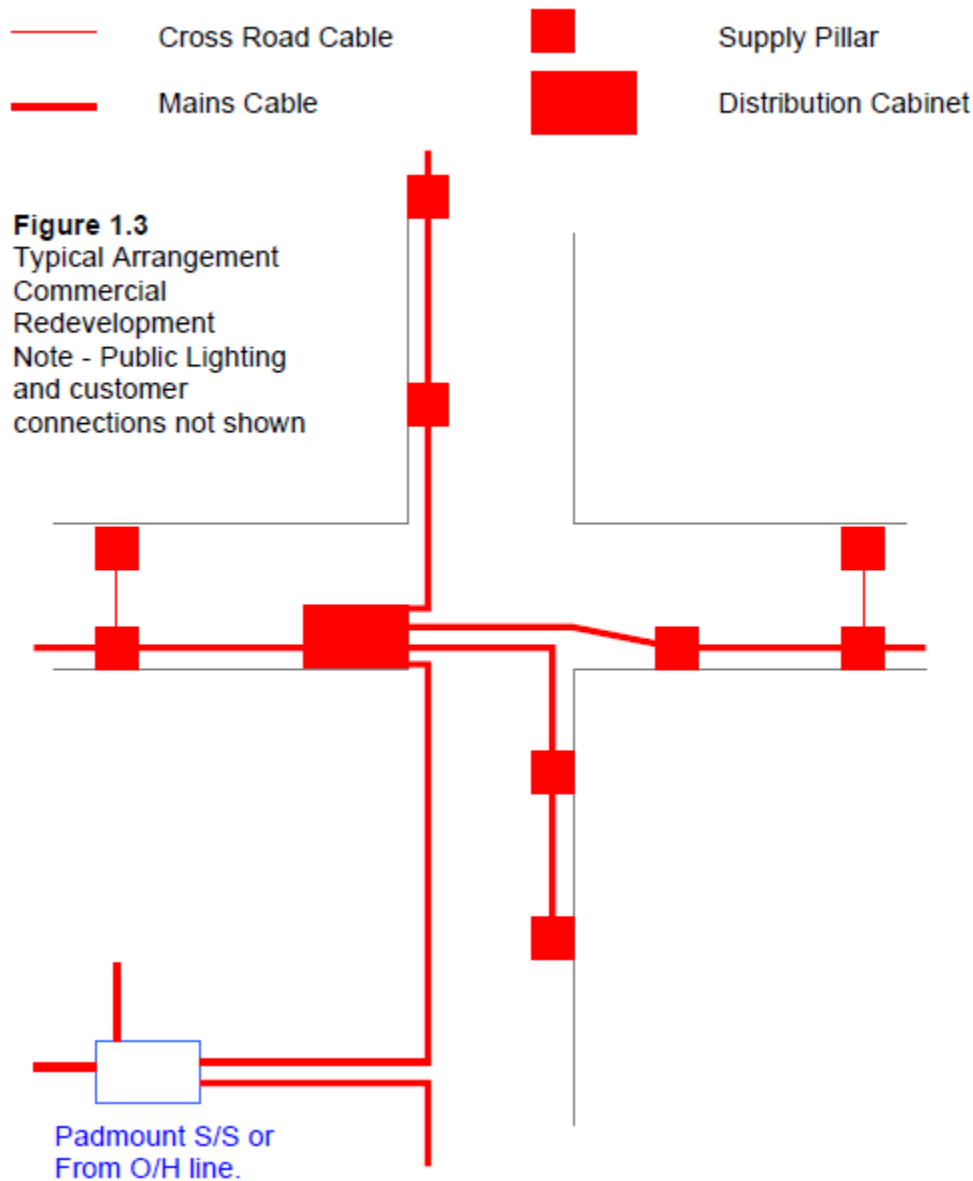 Cross Road Cable
Supply Pillar
Mains Cable
Distribution Cabinet
Figure 1.3
Typical Arrangement
Commercial
Redevelopment
Note - Public Lighting
and customer
connections not shown
Padmount S/S or
From O/H line.